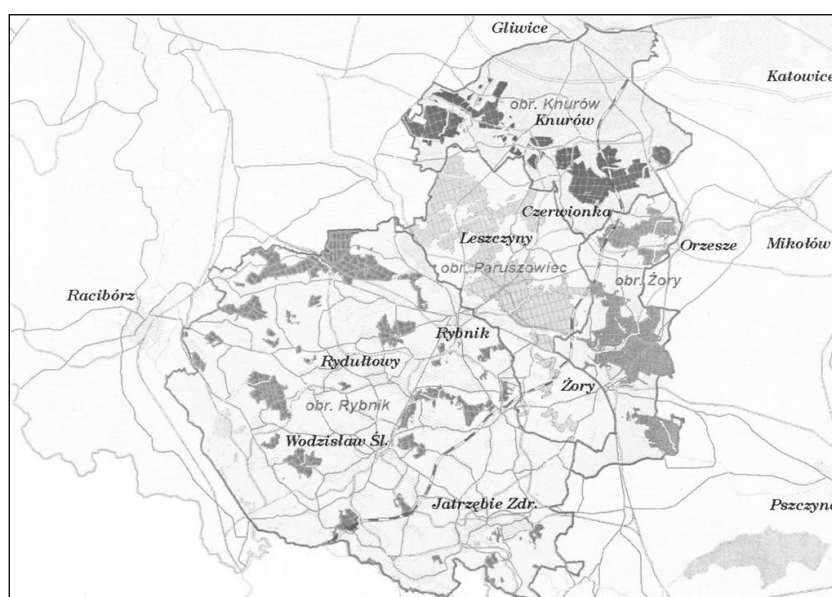 Gliwice
Katowice
obr. Knurów
Knurów
Czerwionka
Leszczyny
Orzesze
Mikołów
obr. Paruszowiec
obr. Żory
Racibórz
Rybnik
Rydułtowy
Żory
obr. Rybnik
Wodzisław Śl.
Jatrzębie Zdr.
Pszczyna